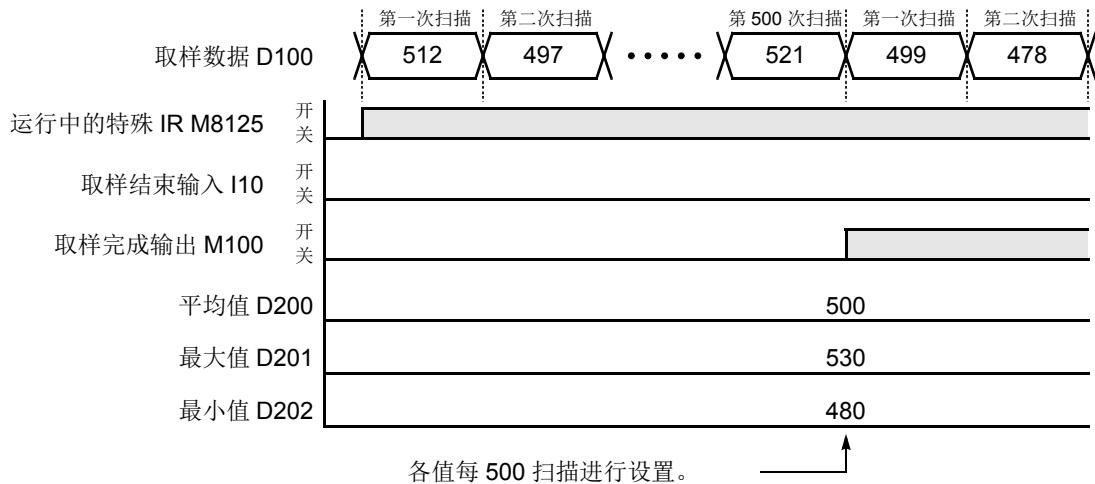 第一次扫描 第二次扫描 第 500 次扫描 第一次扫描 第二次扫描
取样数据 D100 512 497 ····· 521 499 478
运行中的特殊 IR M8125 开
关
取样结束输入 I10 开
关
取样完成输出 M100 开
关
平均值 D200 500
最大值 D201 530
最小值 D202 480
各值每 500 扫描进行设置。